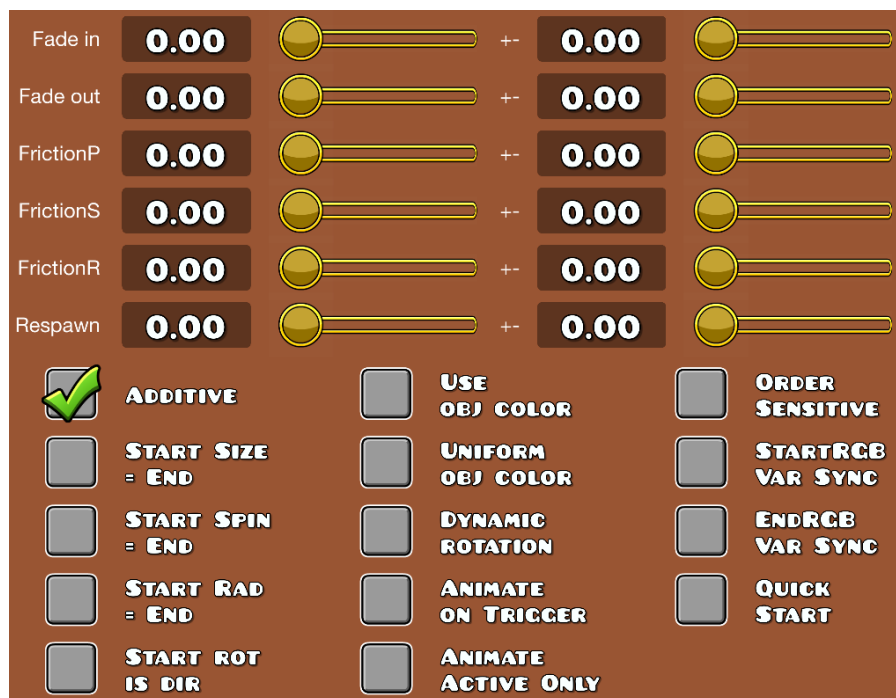 Fade in 0.00 +- 0.00
Fade out 0.00 +- 0.00
FrictionP 0.00 +- 0.00
FrictionS 0.00 +- 0.00
FrictionR 0.00 +- 0.00
Respawn 0.00 +- 0.00
Additive
Use
obj color
Order
Sensitive
Start Size
= End
Uniform
obj color
StartRGB
Var Sync
Start Spin
= End
Dynamic
rotation
EndRGB
Var Sync
Start Rad
= End
Animate
on Trigger
Quick
Start
Start rot
is dir
Animate
Active Only